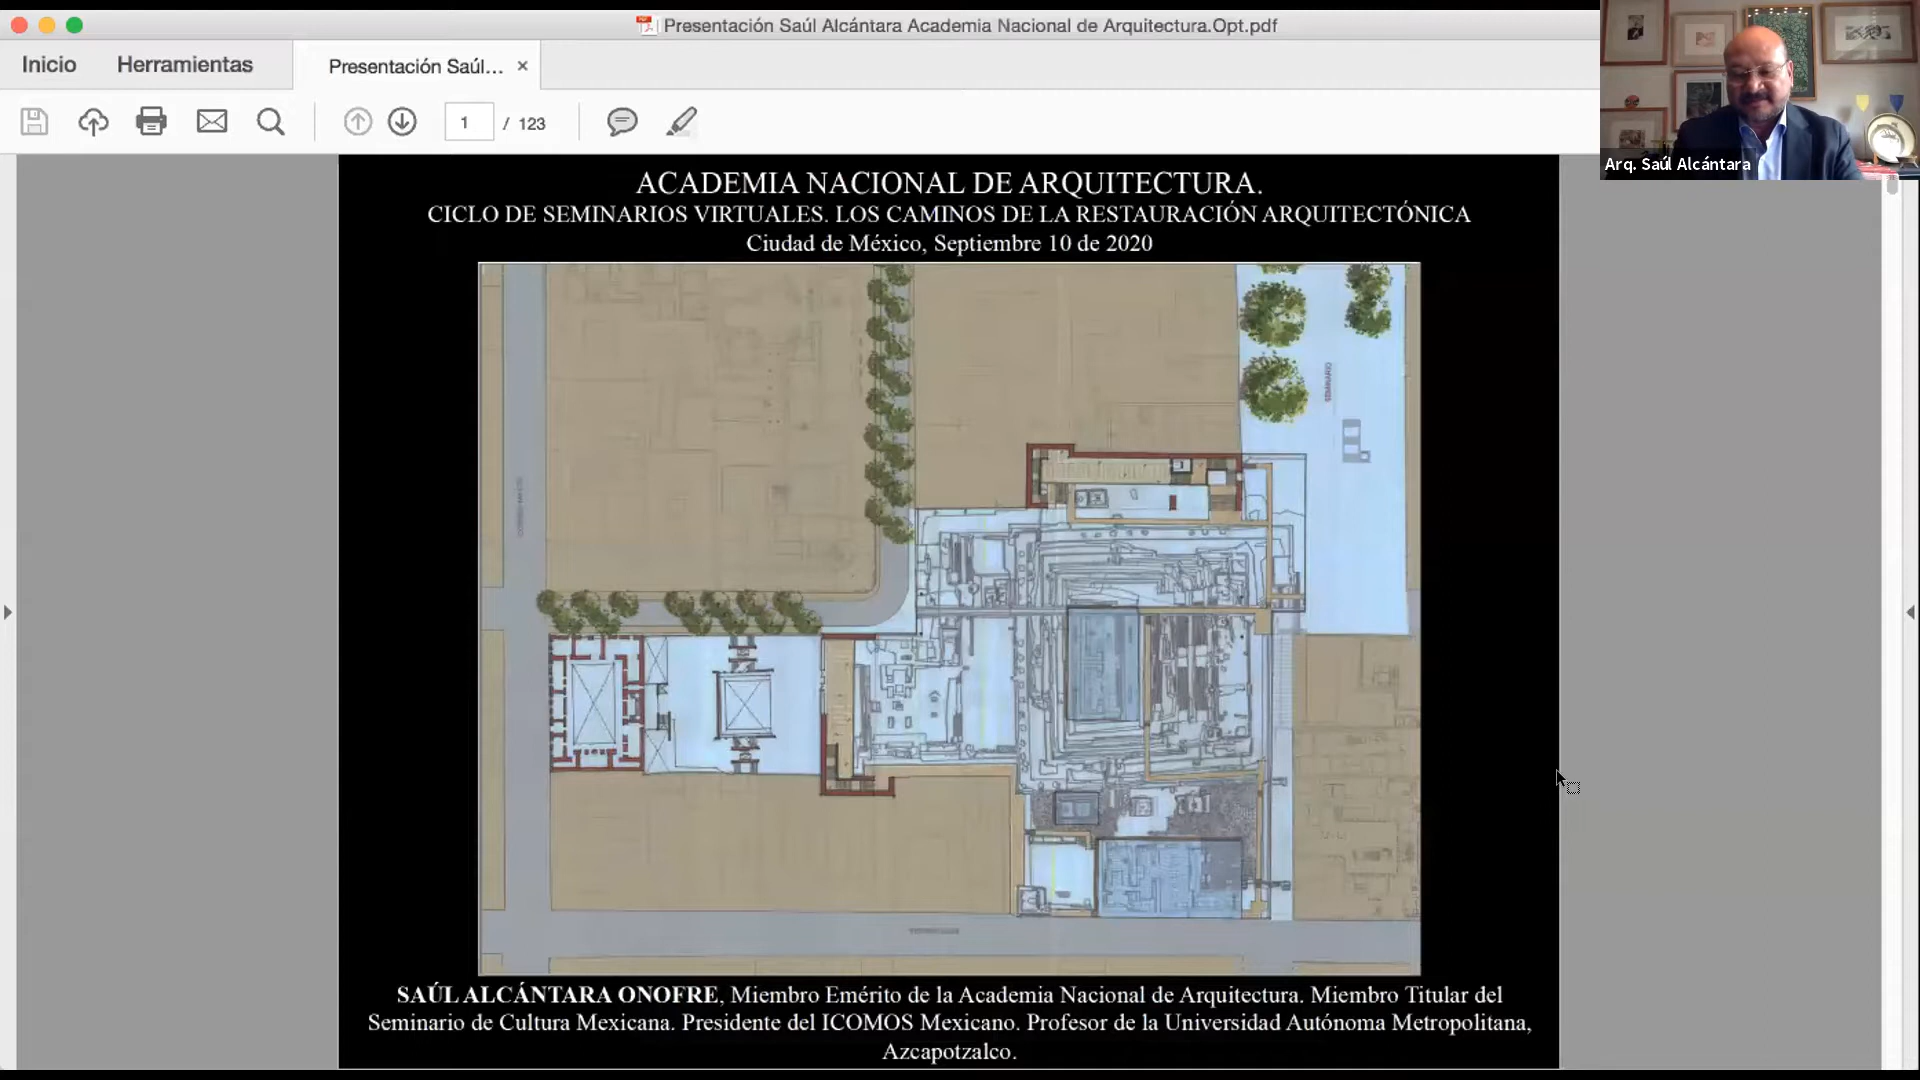 Presentación Saúl Alcántara Academia Nacional de Arquitectura.Opt.pdf
Inicio
Herramientas
Presentación Saúl...
1 / 123
Arq. Saúl Alcántara
ACADEMIA NACIONAL DE ARQUITECTURA.
CICLO DE SEMINARIOS VIRTUALES. LOS CAMINOS DE LA RESTAURACIÓN ARQUITECTÓNICA
Ciudad de México, Septiembre 10 de 2020
SAÚL ALCÁNTARA ONOFRE, Miembro Emérito de la Academia Nacional de Arquitectura. Miembro Titular del
Seminario de Cultura Mexicana. Presidente del ICOMOS Mexicano. Profesor de la Universidad Autónoma Metropolitana,
Azcapotzalco.